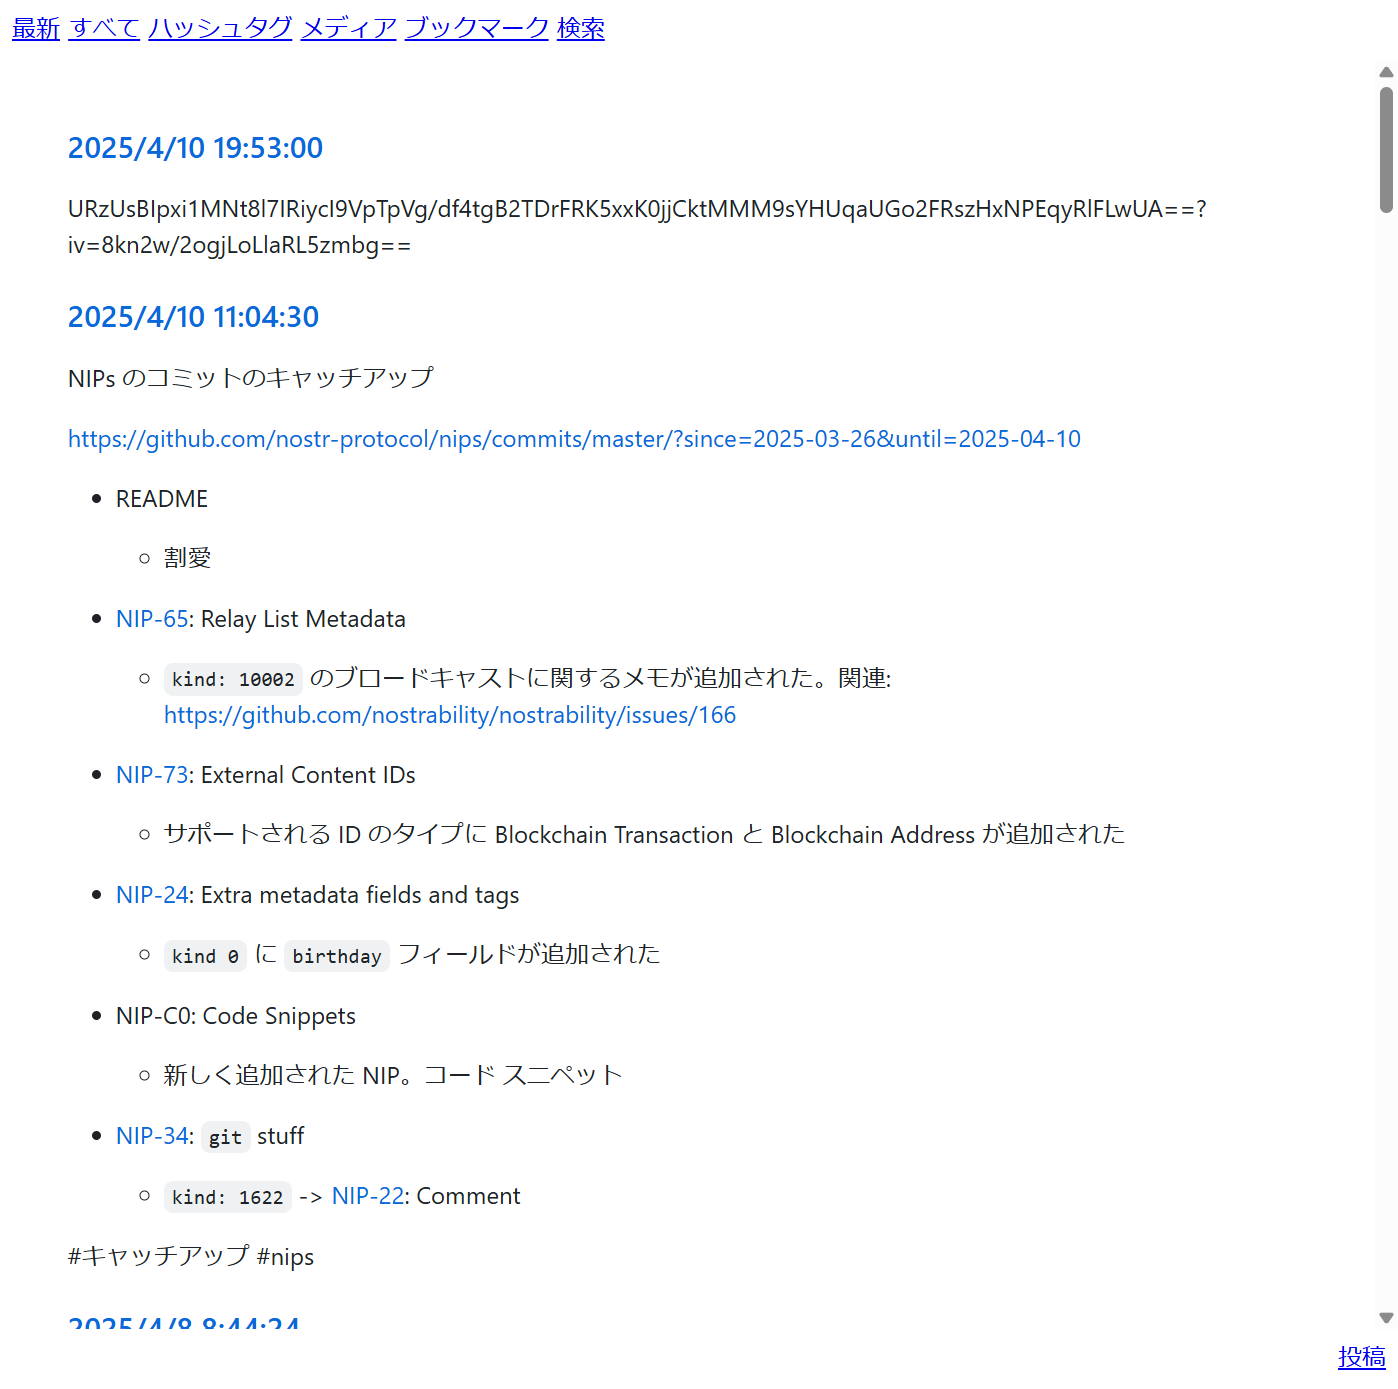 最新 すべて ハッシュタグ メディア ブックマーク 検索
2025/4/10 19:53:00
URzUsBIpxi1MNt8l7IRiycI9VpTpVg/df4tgB2TDrFRK5xxK0jjCktMMM9sYHUqaUGo2FRszHxNPEqyRlFLwUA==?
iv=8kn2w/2ogjLoLlaRL5zmbg==
2025/4/10 11:04:30
NIPs のコミットのキャッチアップ
https://github.com/nostr-protocol/nips/commits/master/?since=2025-03-26&until=2025-04-10
README
割愛
NIP-65: Relay List Metadata
kind: 10002 のブロードキャストに関するメモが追加された。関連:
https://github.com/nostrability/nostrability/issues/166
NIP-73: External Content IDs
サポートされる ID のタイプに Blockchain Transaction と Blockchain Address が追加された
NIP-24: Extra metadata fields and tags
kind 0 に birthday フィールドが追加された
NIP-C0: Code Snippets
新しく追加された NIP。コード スニペット
NIP-34: git stuff
kind: 1622 -> NIP-22: Comment
#キャッチアップ #nips
2025/4/8 8:44:24
投稿